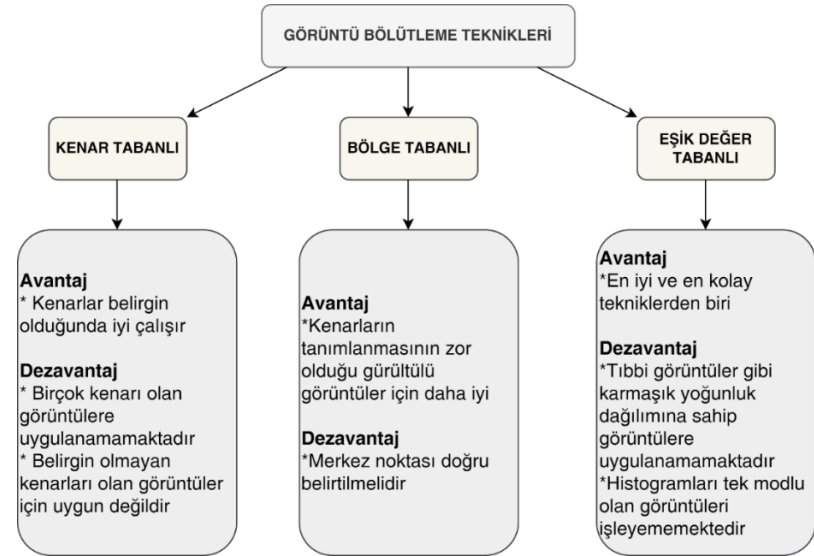 GÖRÜNTÜ BÖLÜTLEME TEKNİKLERİ
KENAR TABANLI
BÖLGE TABANLI
EŞİK DEĞER
TABANLI
Avantaj
* Kenarlar belirgin
olduğunda iyi çalışır
Dezavantaj
* Birçok kenarı olan
görüntülere
uygulanamamaktadır
* Belirgin olmayan
kenarları olan görüntüler
için uygun değildir
Avantaj
*Kenarların
tanımlanmasının zor
olduğu gürültülü
görüntüler için daha iyi
Dezavantaj
*Merkez noktası doğru
belirtilmelidir
Avantaj
*En iyi ve en kolay
tekniklerden biri
Dezavantaj
*Tıbbi görüntüler gibi
karmaşık yoğunluk
dağılımına sahip
görüntülere
uygulanamamaktadır
*Histogramları tek modlu
olan görüntüleri
işleyememektedir